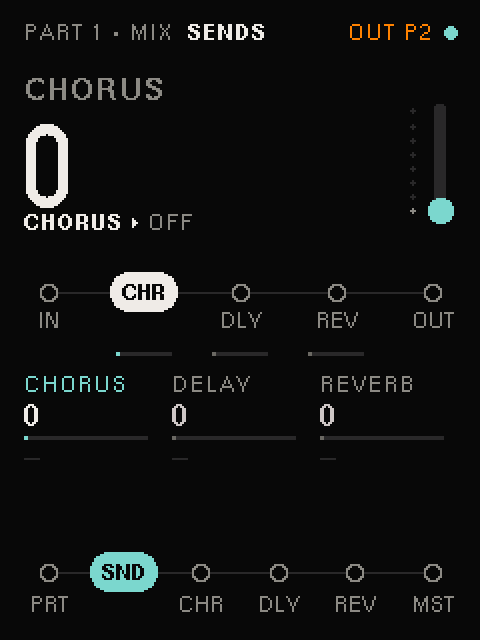 PART 1 · MIX SENDS OUT P2
CHORUS
0
CHORUS ▸ OFF
CHR
IN DLY REV OUT
CHORUS DELAY REVERB
0 0 0
SND
PRT CHR DLY REV MST